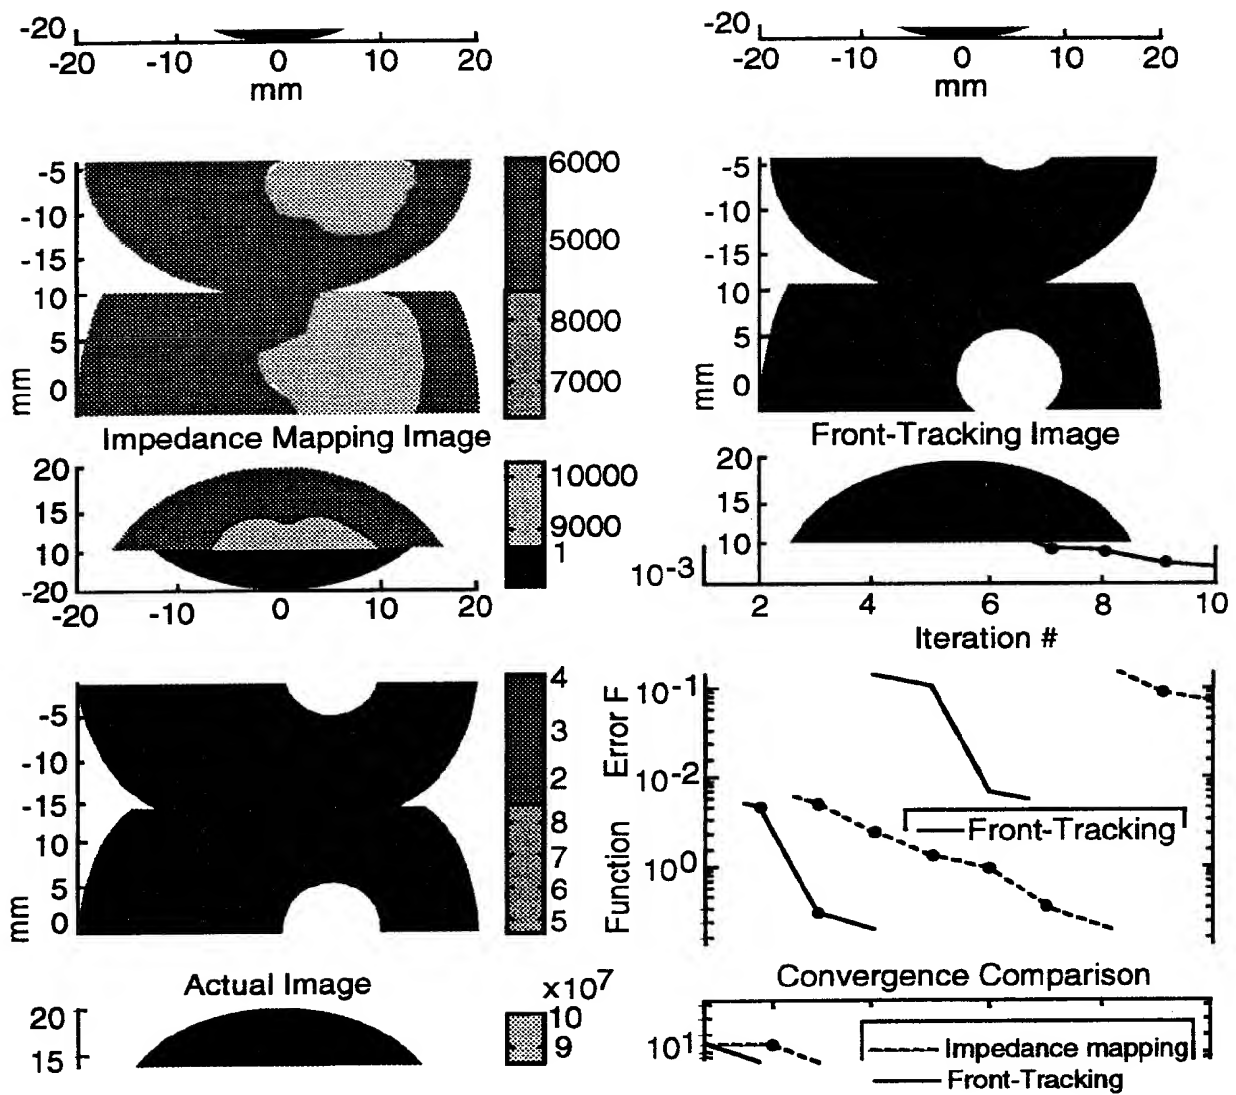 -20
-20 -10 0 10 20
mm
-20
-20 -10 0 10 20
mm
-5
-10
-15
10
5
0
mm
6000
5000
8000
7000
-5
-10
-15
10
5
0
mm
Impedance Mapping Image
20
15
10
-20
-20 -10 0 10 20
10000
9000
1
Front-Tracking Image
20
15
10
10-3
2 4 6 8 10
Iteration #
-5
-10
-15
10
5
0
mm
4
3
2
8
7
6
5
Error F
Function
10-1
10-2
100
Front-Tracking
Actual Image
20
15
x107
10
9
Convergence Comparison
101
Impedance mapping
Front-Tracking